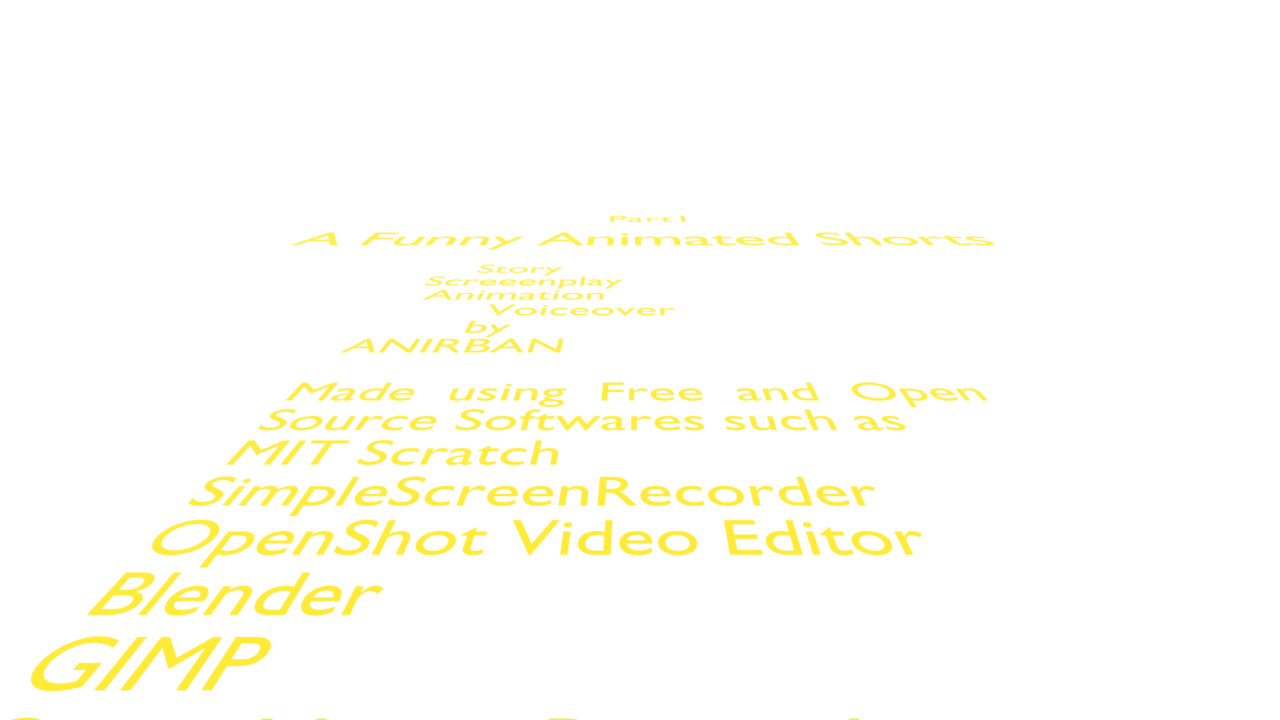 Part1
A Funny Animated Shorts
Story
Screeenplay
Animation
Voiceover
by
ANIRBAN
Made using Free and Open
Source Softwares such as
MIT Scratch
SimpleScreenRecorder
OpenShot Video Editor
Blender
GIMP